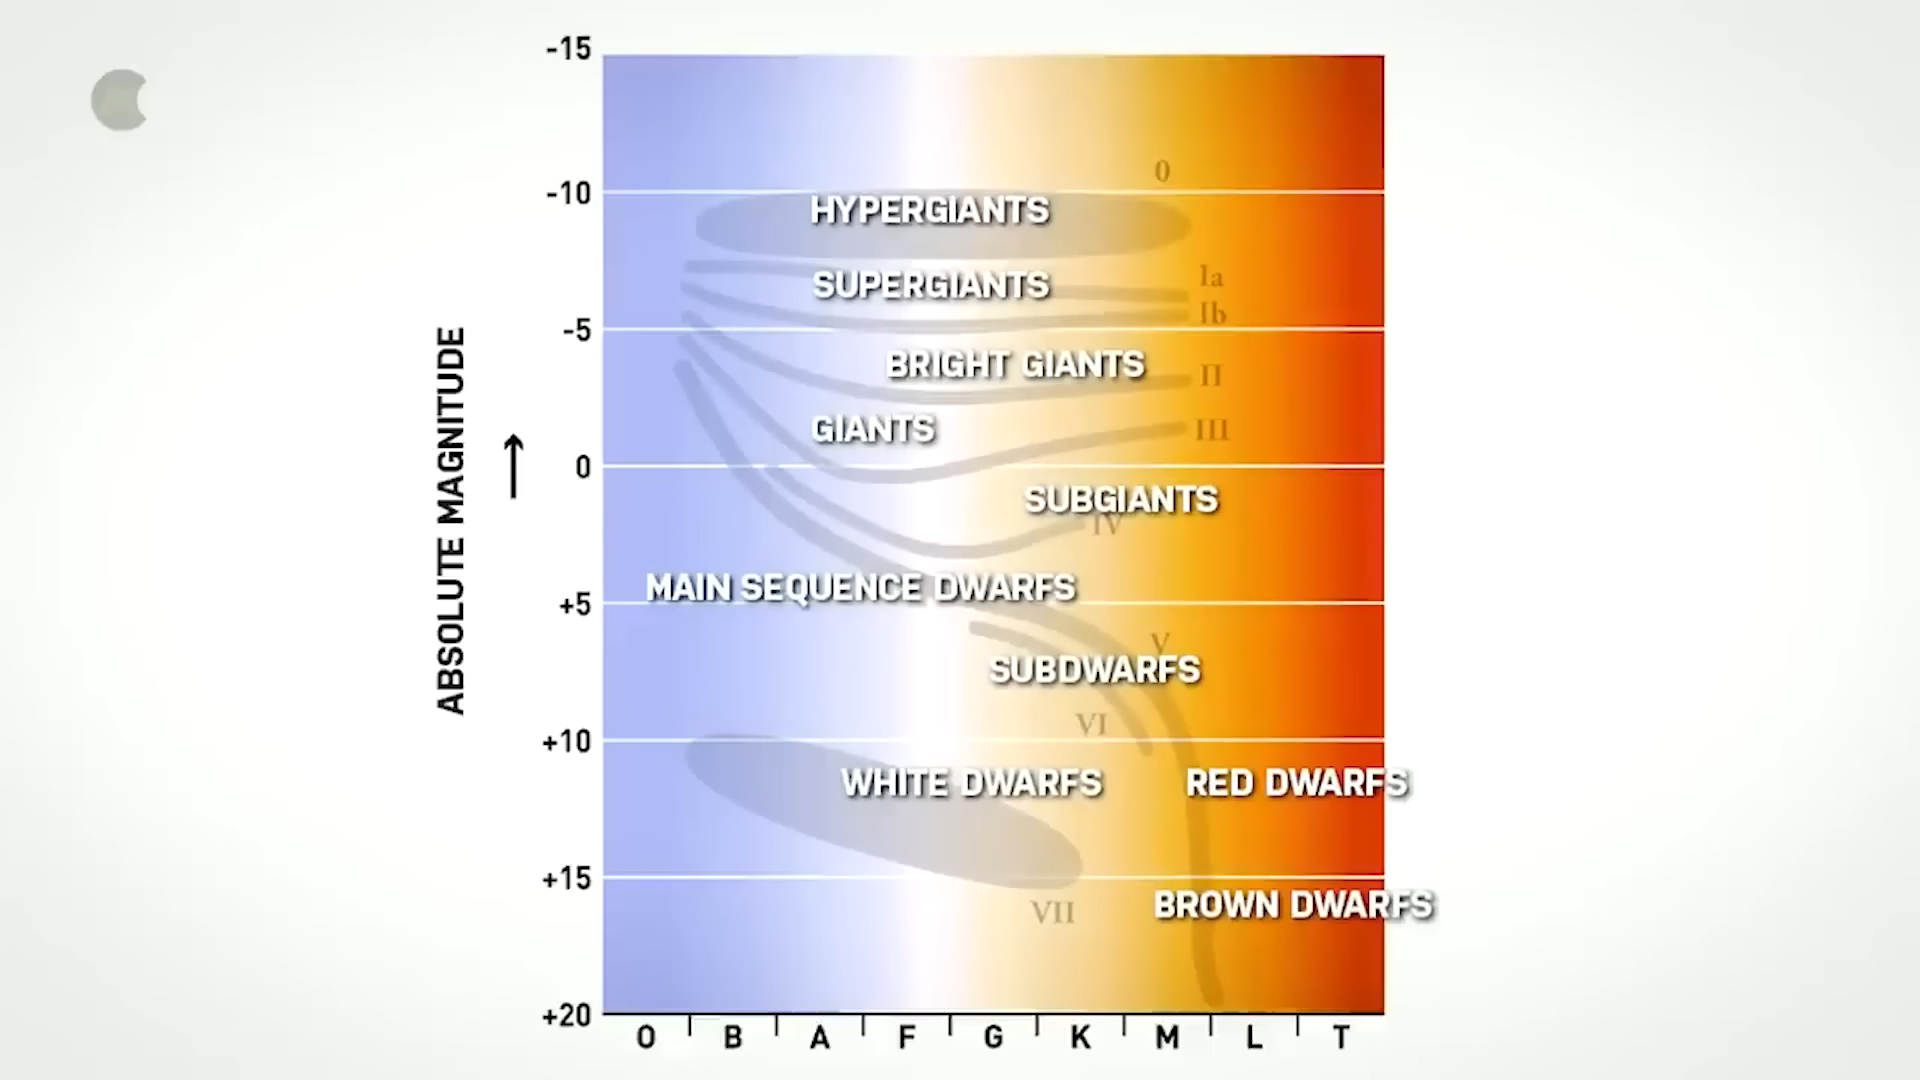 -15
0
-10
HYPERGIANTS
Ia
SUPERGIANTS
Ib
-5
BRIGHT GIANTS
II
GIANTS
III
0
SUBGIANTS
IV
ABSOLUTE MAGNITUDE
MAIN SEQUENCE DWARFS
+5
V
SUBDWARFS
VI
+10
WHITE DWARFS
RED DWARFS
+15
BROWN DWARFS
VII
+20
O B A F G K M L T